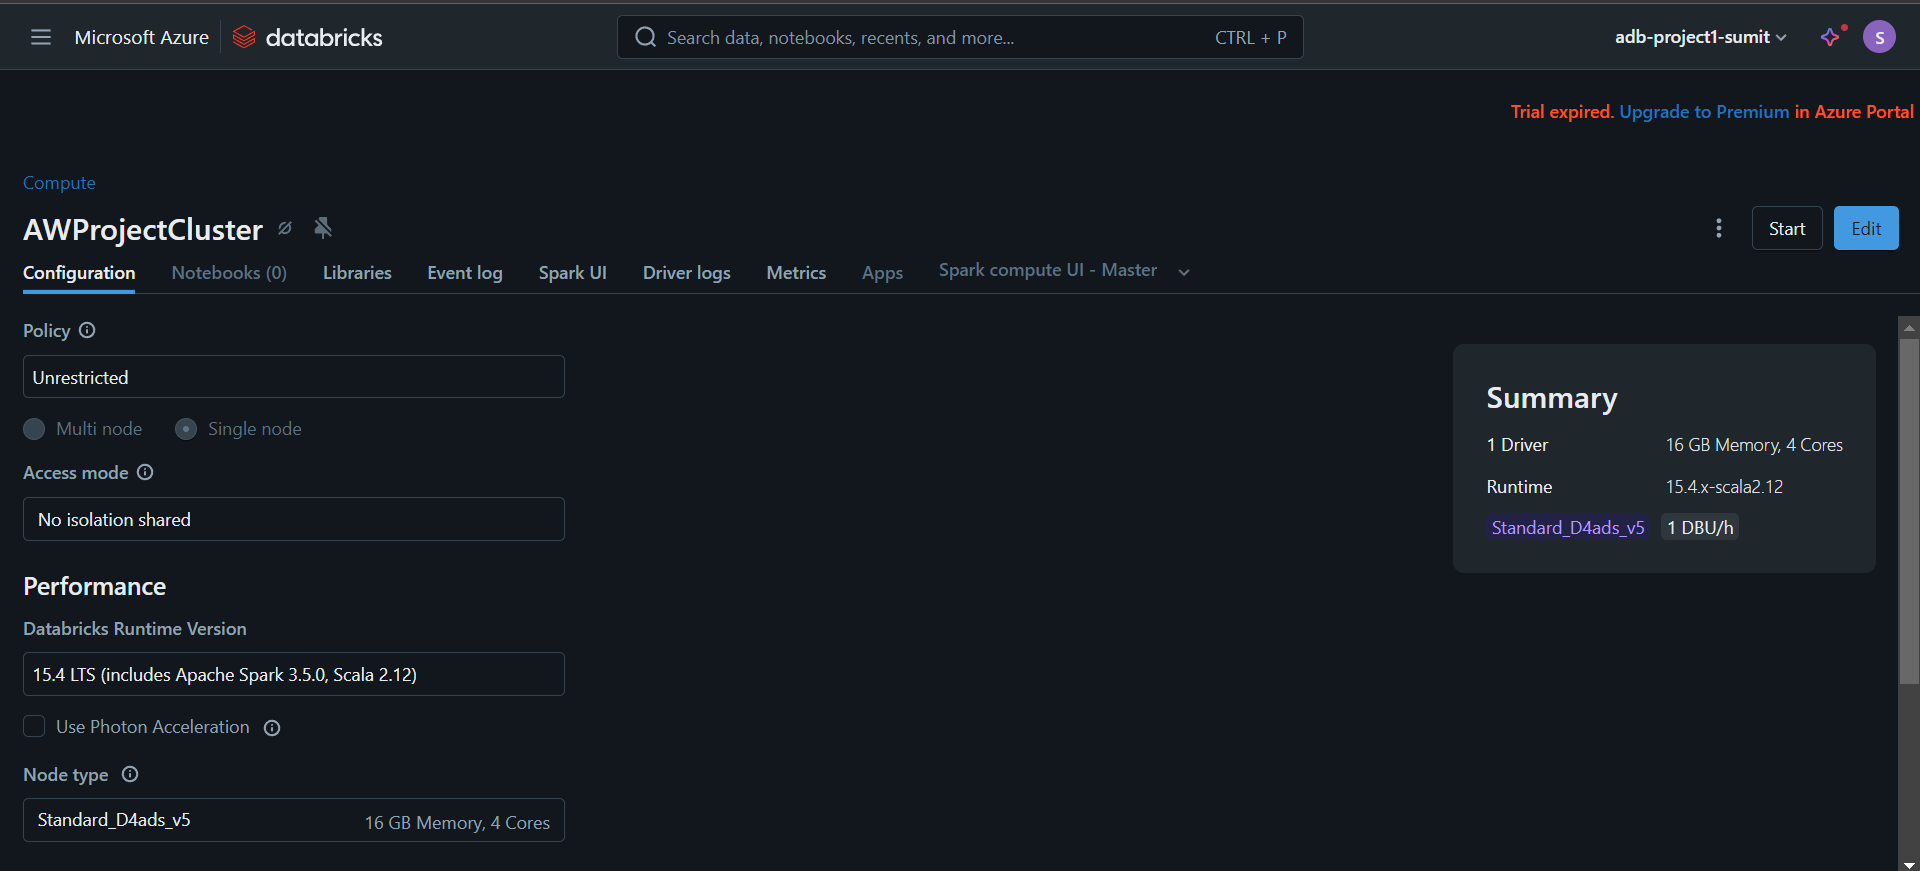 Microsoft Azure databricks Search data, notebooks, recents, and more... CTRL + P adb-project1-sumit S
Trial expired. Upgrade to Premium in Azure Portal
Compute
AWProjectCluster Start Edit
Configuration Notebooks (0) Libraries Event log Spark UI Driver logs Metrics Apps Spark compute UI - Master
Policy
Unrestricted
Multi node Single node
Access mode
No isolation shared
Performance
Databricks Runtime Version
15.4 LTS (includes Apache Spark 3.5.0, Scala 2.12)
Use Photon Acceleration
Node type
Standard_D4ads_v5 16 GB Memory, 4 Cores
Summary
1 Driver 16 GB Memory, 4 Cores
Runtime 15.4.x-scala2.12
Standard_D4ads_v5 1 DBU/h